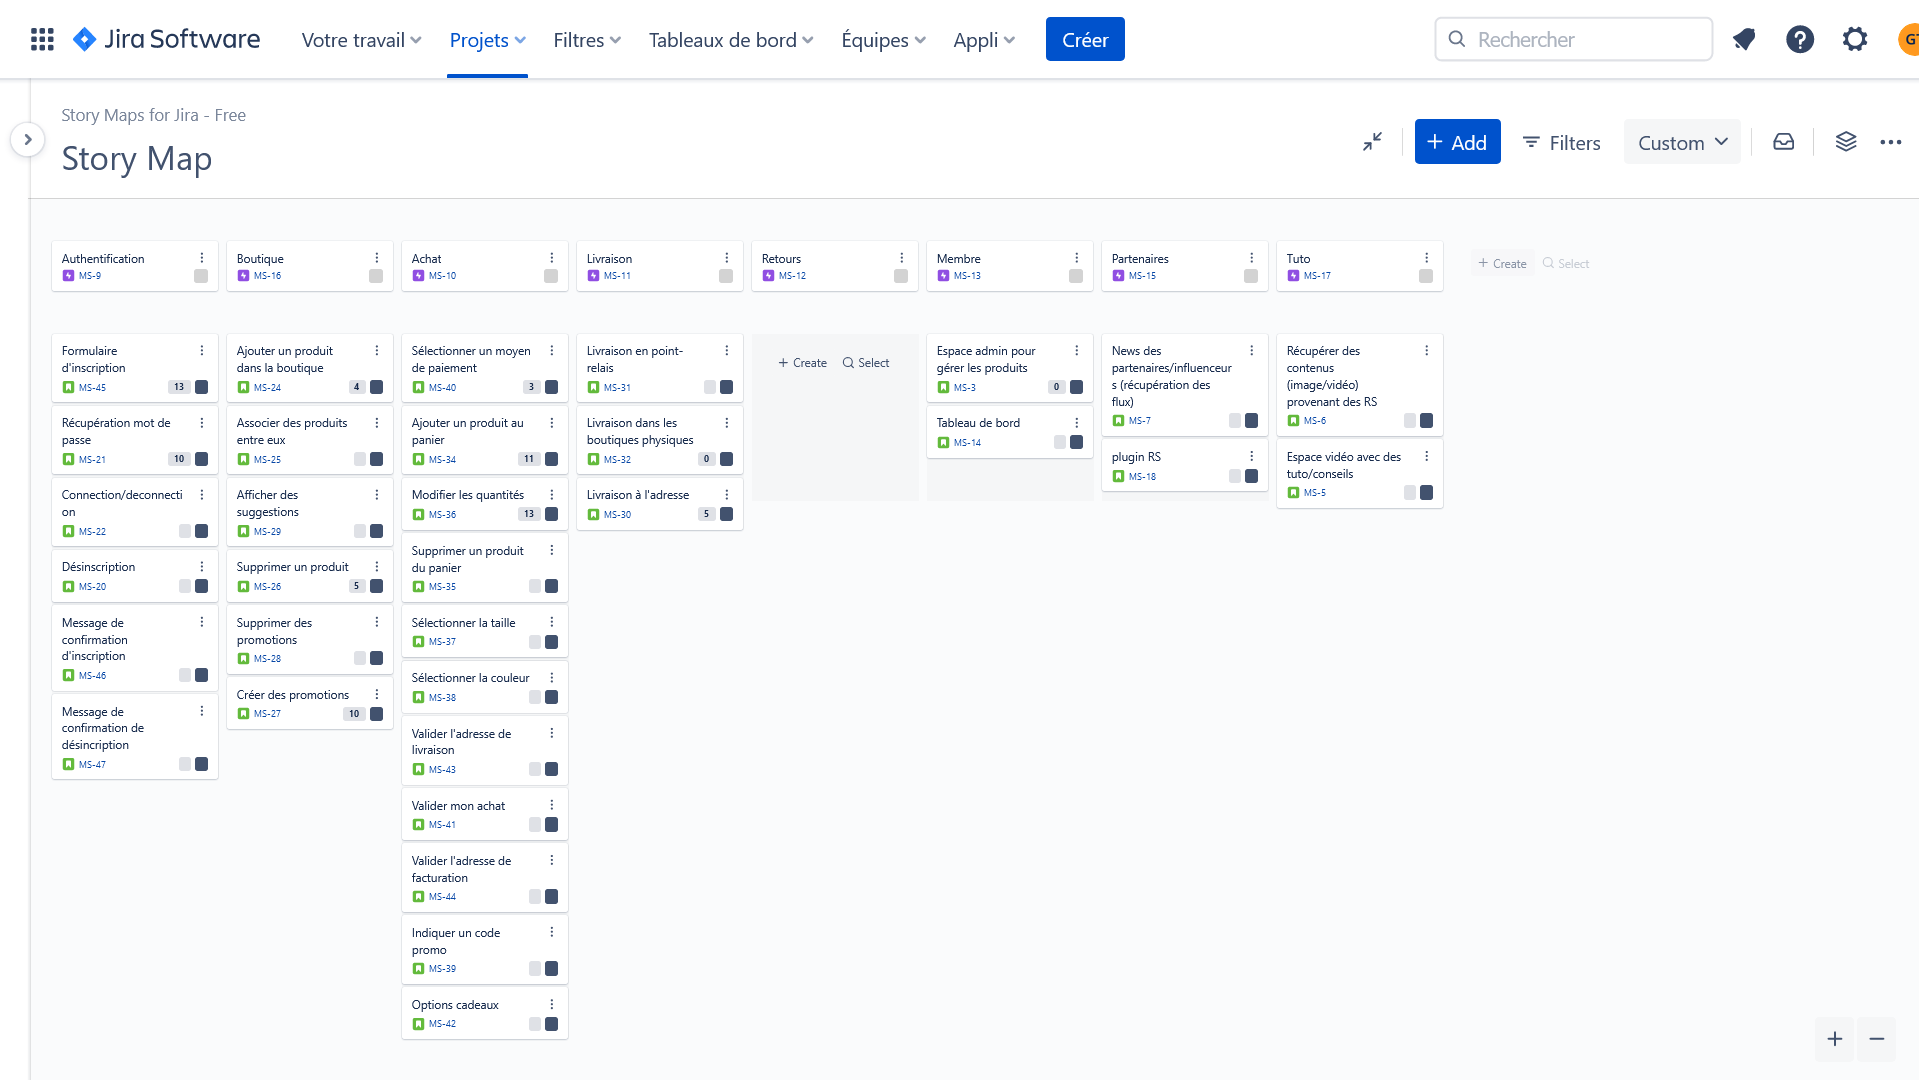 Jira Software
Votre travail
Projets
Filtres
Tableaux de bord
Équipes
Appli
Créer
Rechercher
GT
Story Maps for Jira - Free
Story Map
Add
Filters
Custom
Authentification
MS-9
Boutique
MS-16
Achat
MS-10
Livraison
MS-11
Retours
MS-12
Membre
MS-13
Partenaires
MS-15
Tuto
MS-17
+ Create
Select
Formulaire
d'inscription
MS-45
13
Récupération mot de
passe
MS-21
10
Connection/deconnecti
on
MS-22
Désinscription
MS-20
Message de
confirmation
d'inscription
MS-46
Message de
confirmation de
désincription
MS-47
Ajouter un produit
dans la boutique
MS-24
4
Associer des produits
entre eux
MS-25
Afficher des
suggestions
MS-29
Supprimer un produit
MS-26
5
Supprimer des
promotions
MS-28
Créer des promotions
MS-27
10
Sélectionner un moyen
de paiement
MS-40
3
Ajouter un produit au
panier
MS-34
11
Modifier les quantités
MS-36
13
Supprimer un produit
du panier
MS-35
Sélectionner la taille
MS-37
Sélectionner la couleur
MS-38
Valider l'adresse de
livraison
MS-43
Valider mon achat
MS-41
Valider l'adresse de
facturation
MS-44
Indiquer un code
promo
MS-39
Options cadeaux
MS-42
Livraison en point-
relais
MS-31
Livraison dans les
boutiques physiques
MS-32
0
Livraison à l'adresse
MS-30
5
+ Create
Select
Espace admin pour
gérer les produits
MS-3
0
Tableau de bord
MS-14
News des
partenaires/influenceur
s (récupération des
flux)
MS-7
plugin RS
MS-18
Récupérer des
contenus
(image/vidéo)
provenant des RS
MS-6
Espace vidéo avec des
tuto/conseils
MS-5